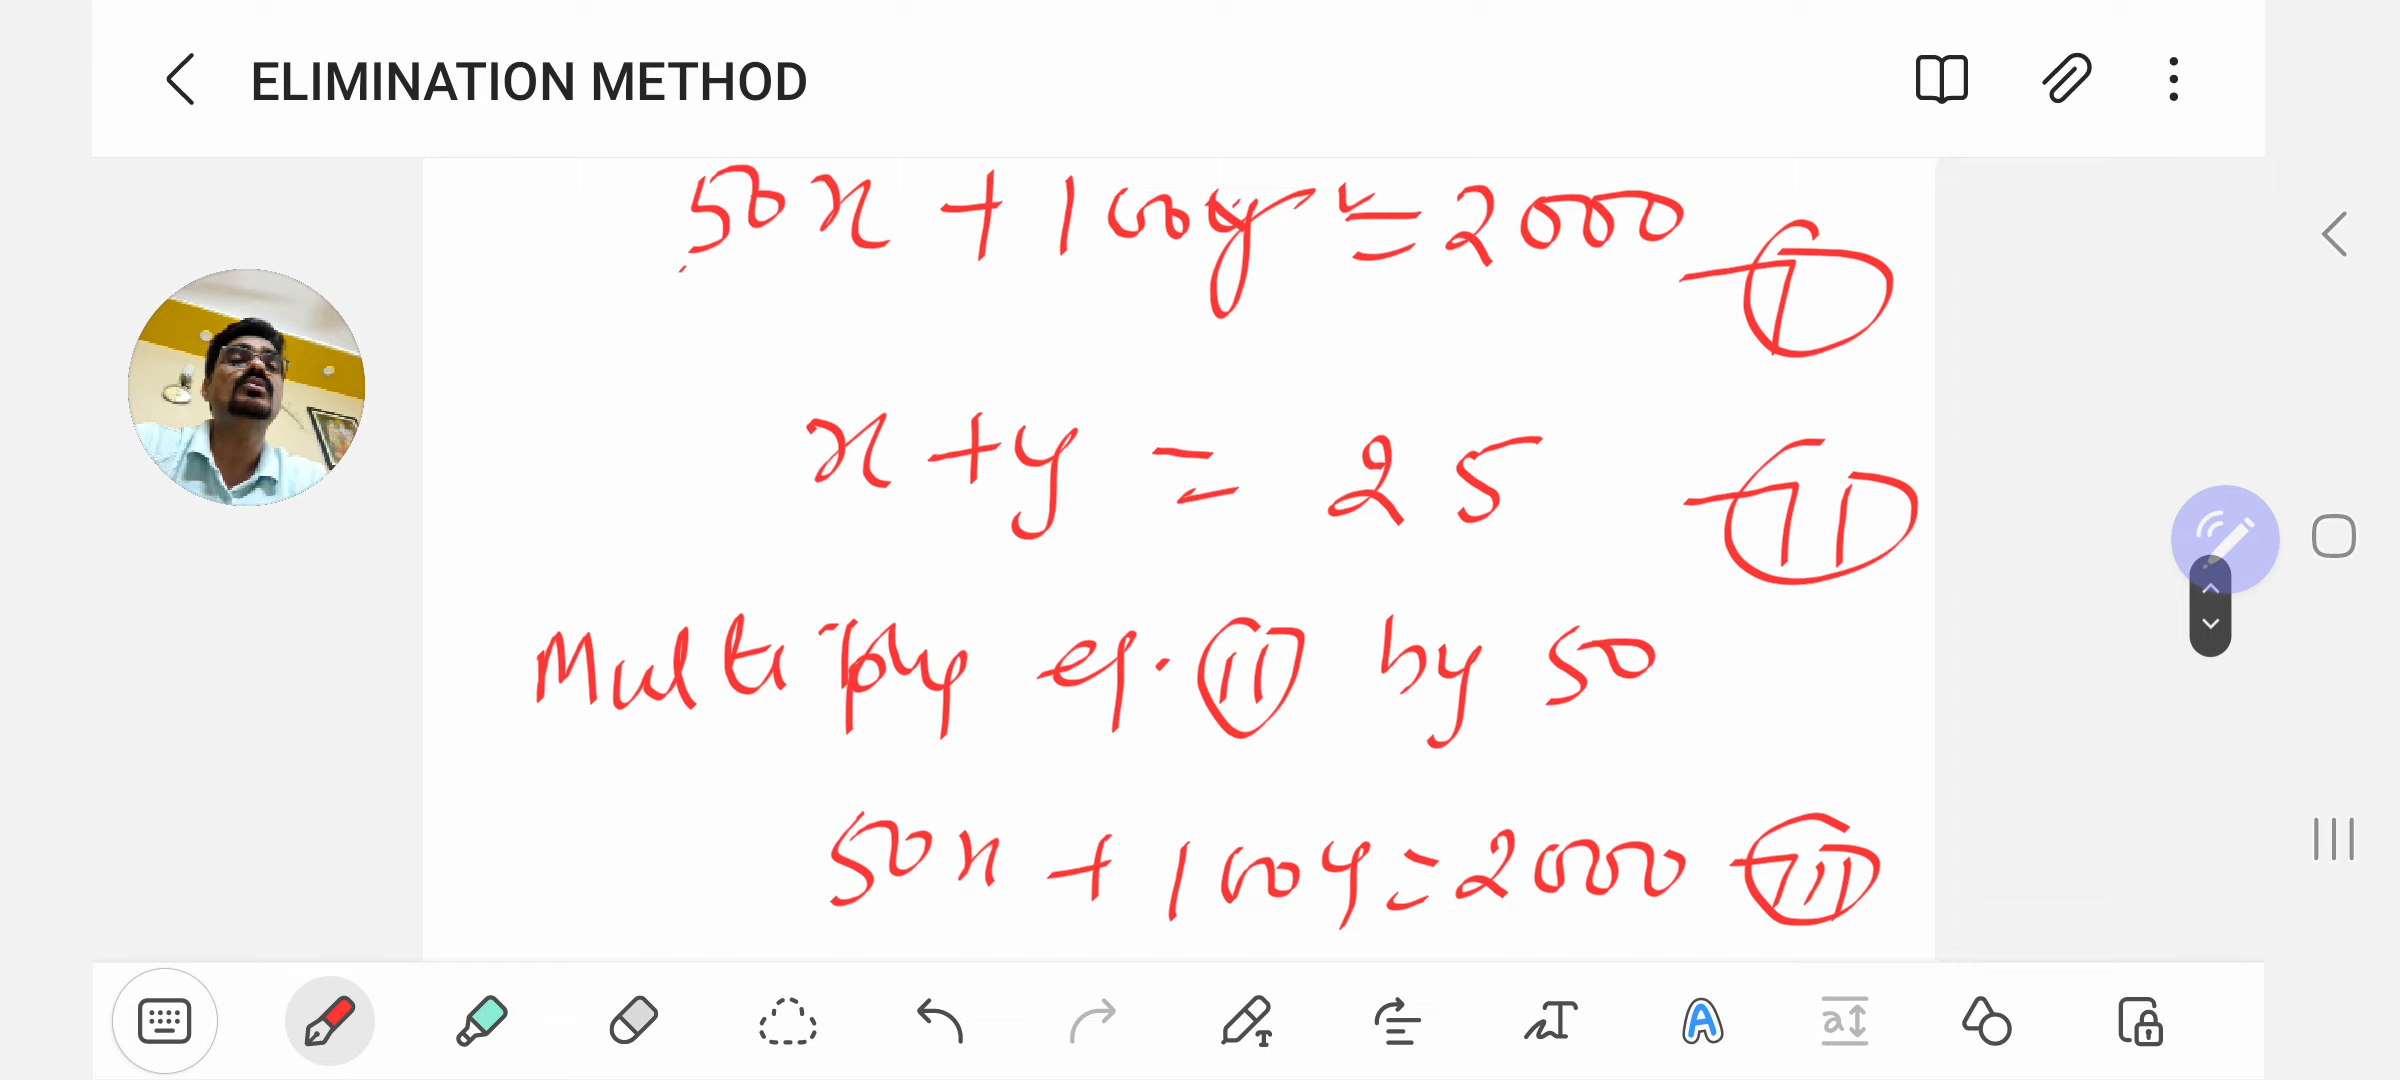 ELIMINATION METHOD
50x + 100y = 2000 — I
x + y = 25 — II
Multiply eq. II by 50
50x + 100y = 2000 — III